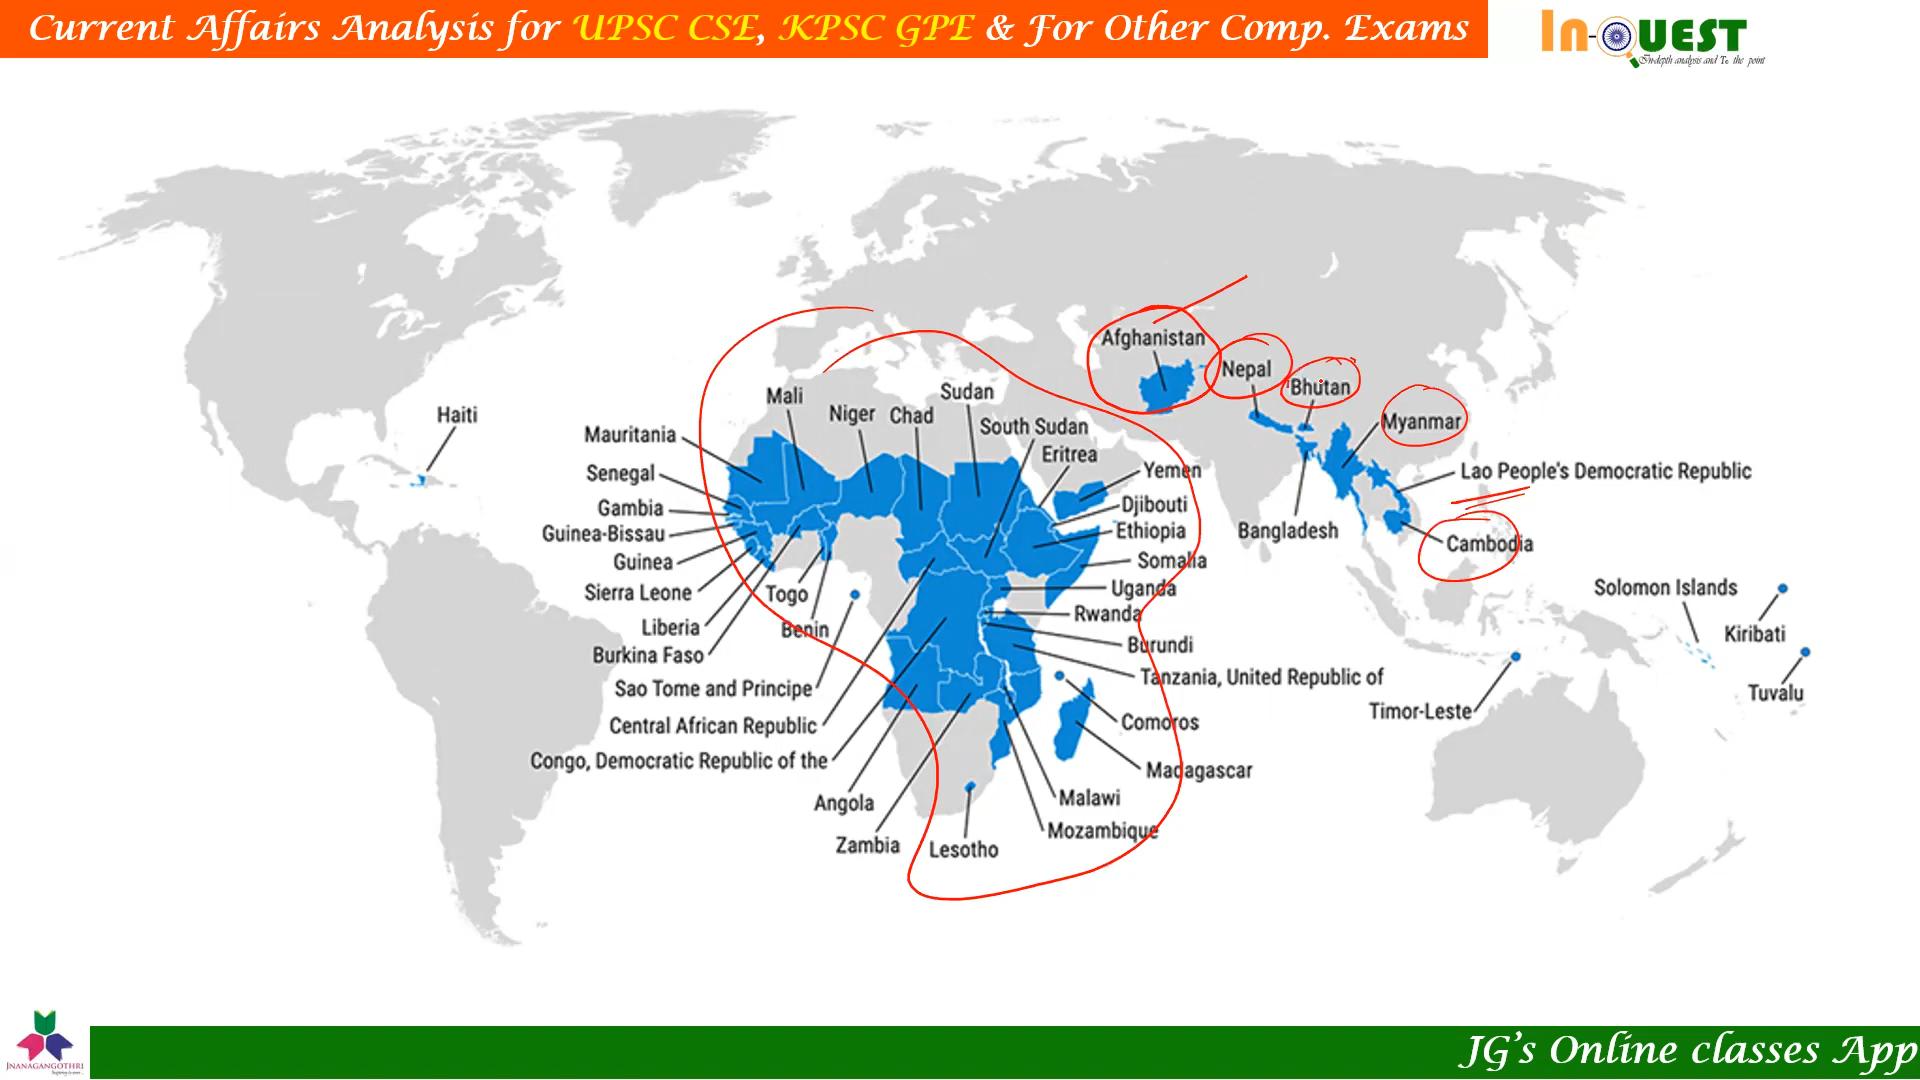 Current Affairs Analysis for UPSC CSE, KPSC GPE & For Other Comp. Exams
In-QUEST
In-depth analysis and To the point
Afghanistan
Nepal
Bhutan
Myanmar
Mali
Sudan
Niger
Chad
Haiti
South Sudan
Mauritania
Eritrea
Yemen
Lao People's Democratic Republic
Senegal
Djibouti
Gambia
Ethiopia
Bangladesh
Guinea-Bissau
Cambodia
Guinea
Somalia
Uganda
Solomon Islands
Sierra Leone
Togo
Rwanda
Liberia
Benin
Kiribati
Burundi
Burkina Faso
Tanzania, United Republic of
Sao Tome and Principe
Tuvalu
Timor-Leste
Comoros
Central African Republic
Congo, Democratic Republic of the
Madagascar
Angola
Malawi
Mozambique
Zambia
Lesotho
JNANAGANGOTHRI
JG's Online classes App